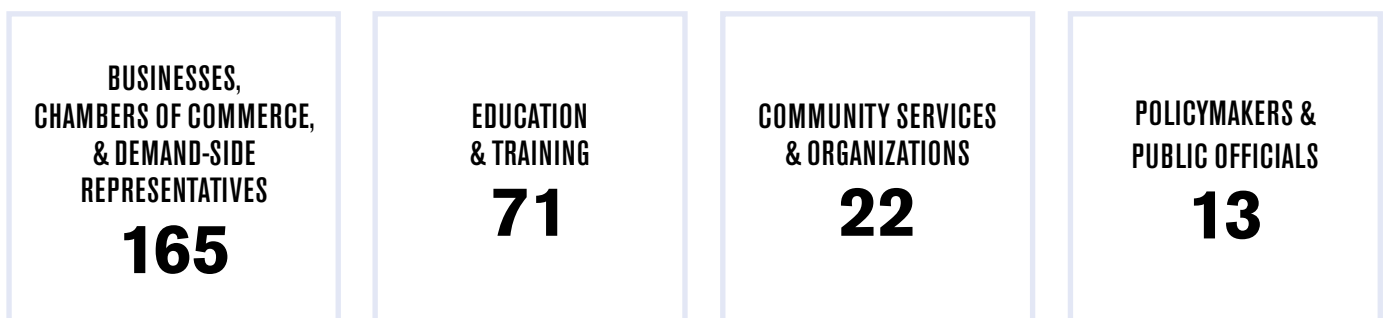 BUSINESSES,
CHAMBERS OF COMMERCE,
& DEMAND-SIDE
REPRESENTATIVES
165
EDUCATION
& TRAINING
71
COMMUNITY SERVICES
& ORGANIZATIONS
22
POLICYMAKERS &
PUBLIC OFFICIALS
13